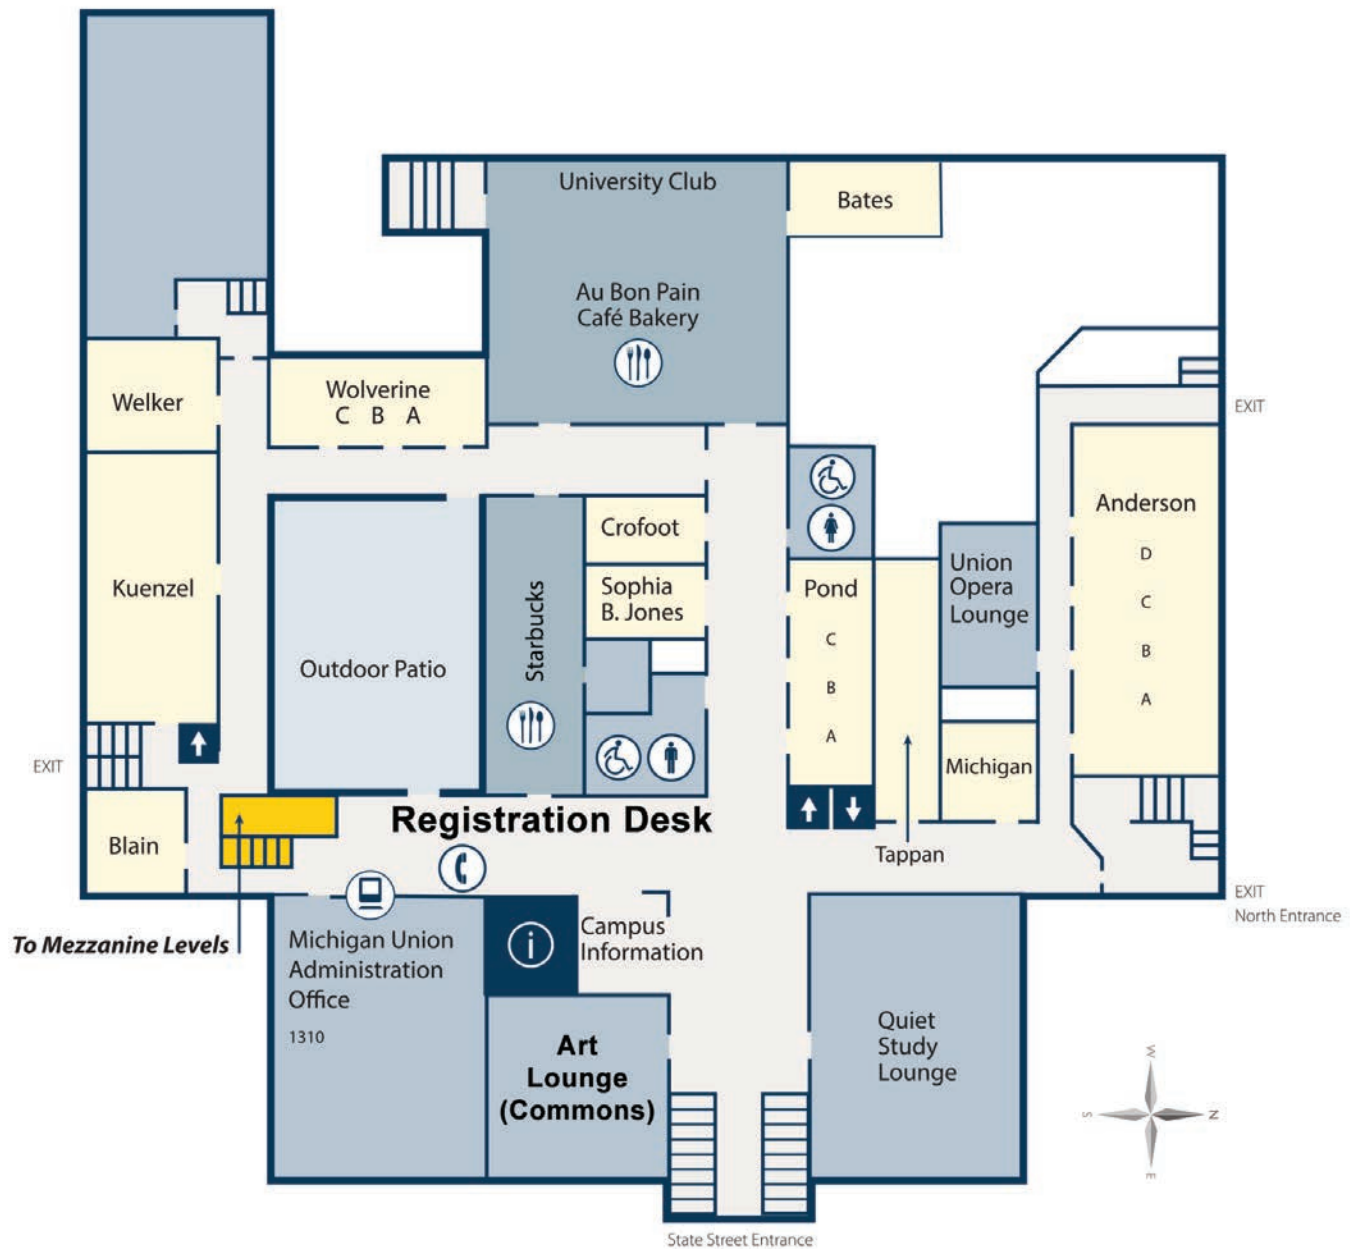 University Club
Bates
Au Bon Pain
Café Bakery
Welker
Wolverine
C B A
EXIT
Anderson
D
C
B
A
Crofoot
Sophia
B. Jones
Kuenzel
Starbucks
Outdoor Patio
Pond
C
B
A
Union
Opera
Lounge
Michigan
EXIT
Registration Desk
Blain
Tappan
EXIT
North Entrance
To Mezzanine Levels
Michigan Union
Administration
Office
1310
i
Campus
Information
Art
Lounge
(Commons)
Quiet
Study
Lounge
W
S
N
E
State Street Entrance